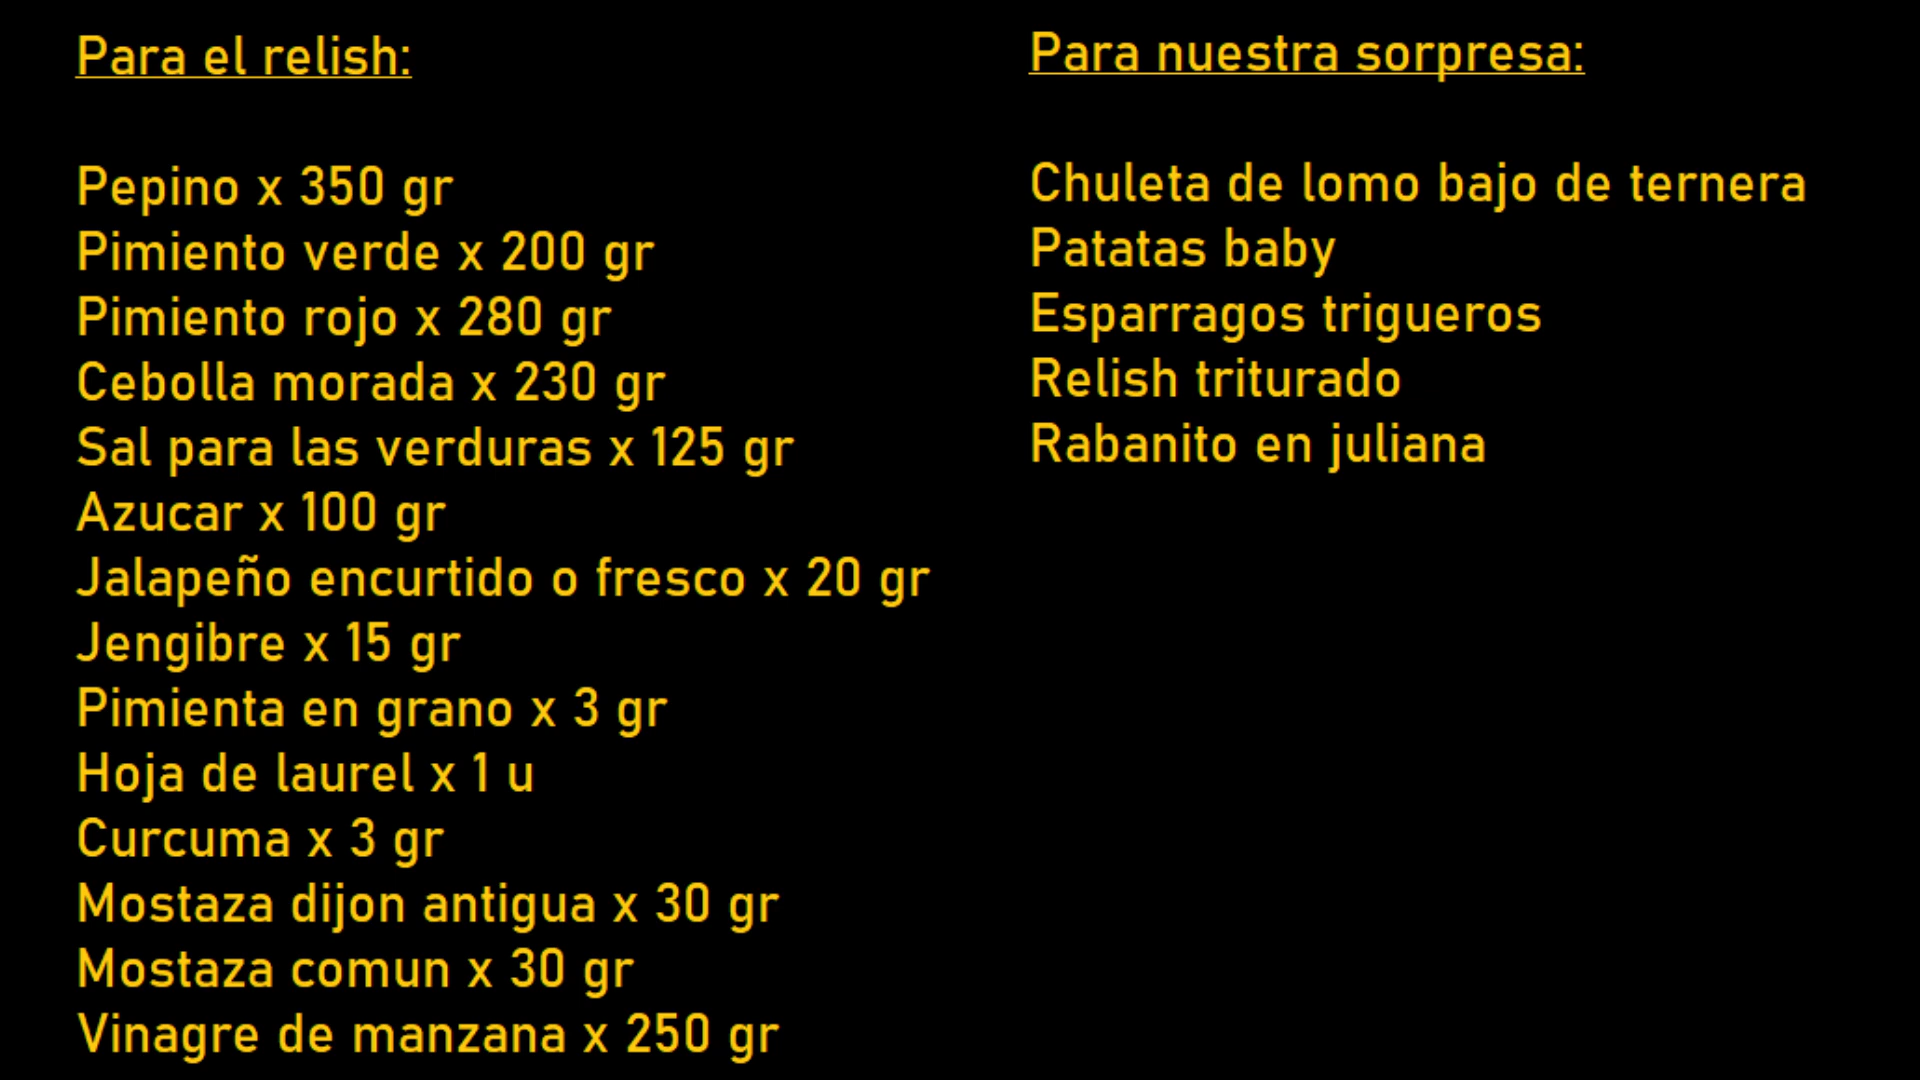 Para el relish:
Pepino x 350 gr
Pimiento verde x 200 gr
Pimiento rojo x 280 gr
Cebolla morada x 230 gr
Sal para las verduras x 125 gr
Azucar x 100 gr
Jalapeño encurtido o fresco x 20 gr
Jengibre x 15 gr
Pimienta en grano x 3 gr
Hoja de laurel x 1 u
Curcuma x 3 gr
Mostaza dijon antigua x 30 gr
Mostaza comun x 30 gr
Vinagre de manzana x 250 gr
Para nuestra sorpresa:
Chuleta de lomo bajo de ternera
Patatas baby
Esparragos trigueros
Relish triturado
Rabanito en juliana